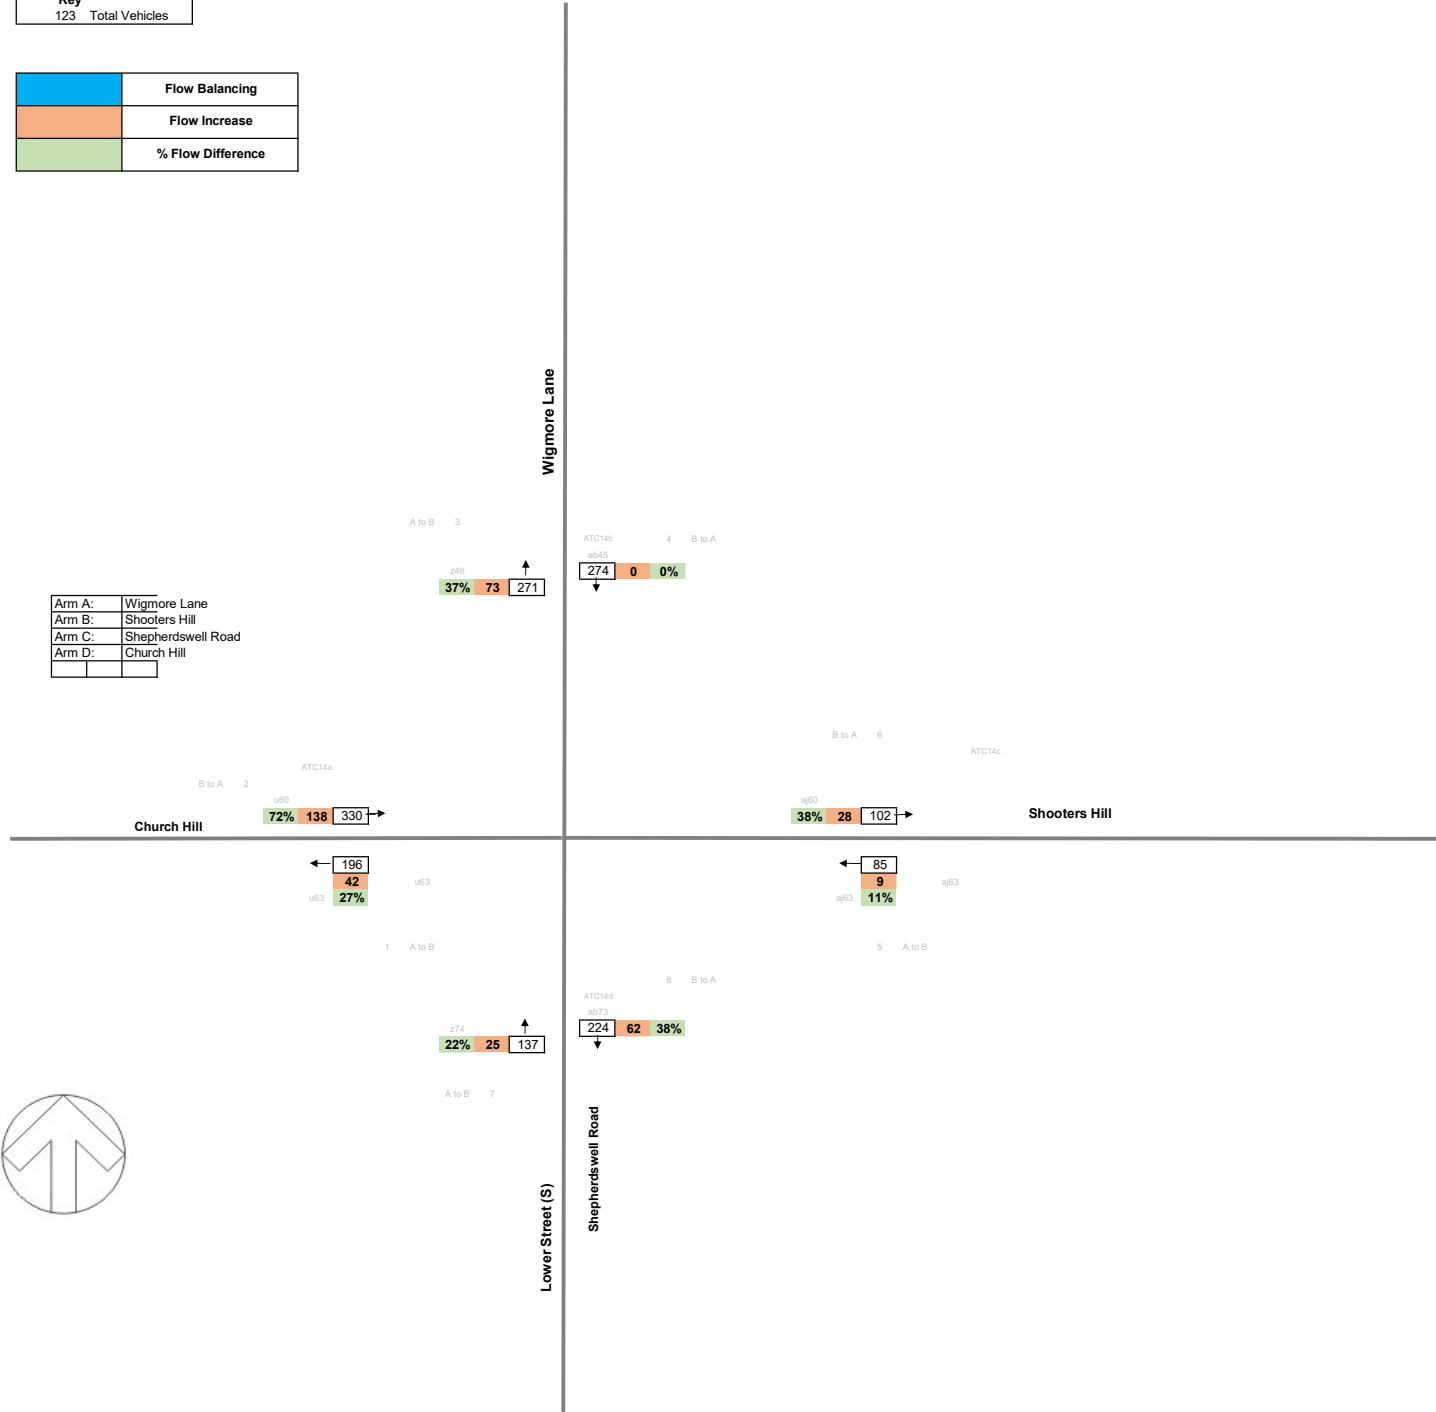 Key
123 Total Vehicles
Flow Balancing
Flow Increase
% Flow Difference
Wigmore Lane
A to B 3
ATC14b 4 B to A
ab45
z46
274 0 0%
37% 73 271
Arm A: Wigmore Lane
Arm B: Shooters Hill
Arm C: Shepherdswell Road
Arm D: Church Hill
B to A 6
ATC14c
ATC14a
B to A 2
u60
aj60
72% 138 330
38% 28 102
Shooters Hill
Church Hill
196
85
42 u63
9 aj63
u63 27%
aj63 11%
1 A to B
5 A to B
8 B to A
ATC14d
ab73
z74
224 62 38%
22% 25 137
A to B 7
Shepherdswell Road
Lower Street (S)